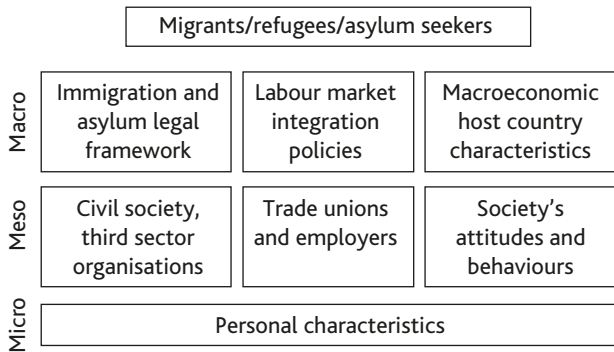 Migrants/refugees/asylum seekers
Macro
Immigration and
asylum legal
framework
Labour market
integration
policies
Macroeconomic
host country
characteristics
Meso
Civil society,
third sector
organisations
Trade unions
and employers
Society’s
attitudes and
behaviours
Micro
Personal characteristics